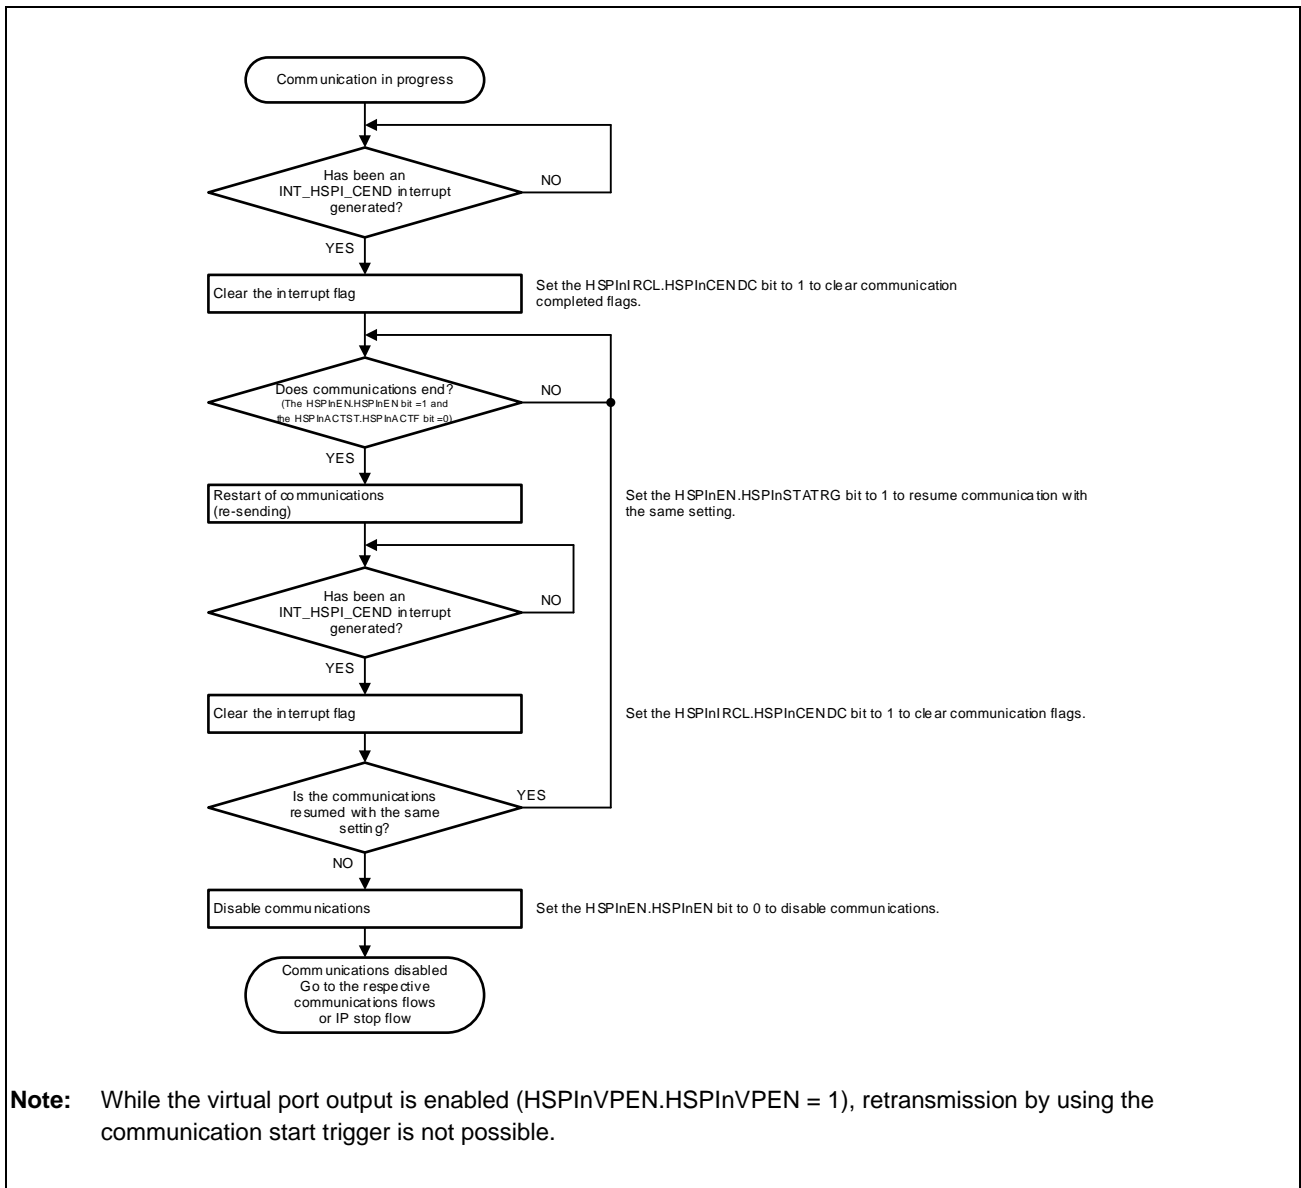 Communication in progress
Has been an
INT_HSPI_CEND interrupt
generated?
NO
YES
Clear the interrupt flag
Set the HSPInIRCL.HSPInCENDC bit to 1 to clear communication
completed flags.
Does communications end?
(The HSPInEN.HSPInEN bit =1 and
the HSPInACTST.HSPInACTF bit =0)
NO
YES
Restart of communications
(re-sending)
Set the HSPInEN.HSPInSTATRG bit to 1 to resume communication with
the same setting.
Has been an
INT_HSPI_CEND interrupt
generated?
NO
YES
Clear the interrupt flag
Set the HSPInIRCL.HSPInCENDC bit to 1 to clear communication flags.
Is the communications
resumed with the same
setting?
YES
NO
Disable communications
Set the HSPInEN.HSPInEN bit to 0 to disable communications.
Communications disabled
Go to the respective
communications flows
or IP stop flow
Note: While the virtual port output is enabled (HSPInVPEN.HSPInVPEN = 1), retransmission by using the
communication start trigger is not possible.